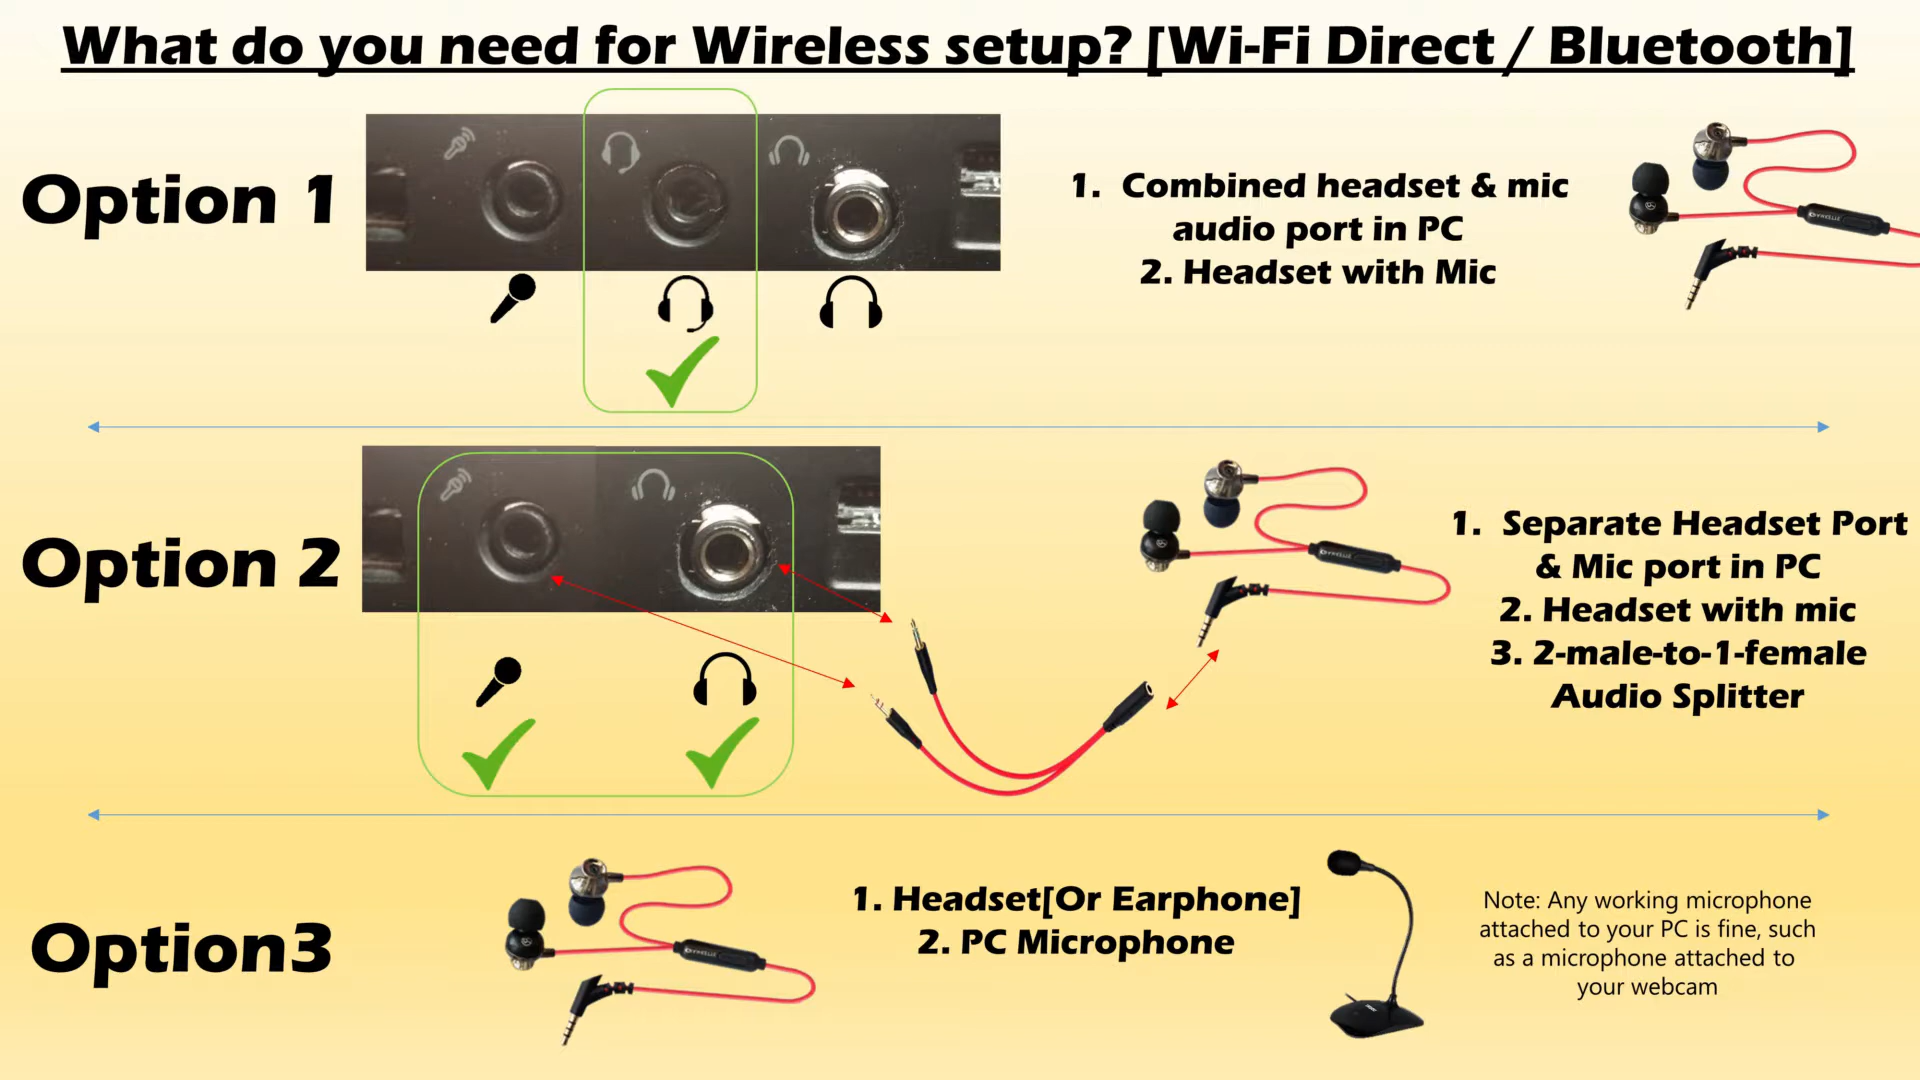 What do you need for Wireless setup? [Wi-Fi Direct / Bluetooth]
Option 1
1. Combined headset & mic
audio port in PC
2. Headset with Mic
Option 2
1. Separate Headset Port
& Mic port in PC
2. Headset with mic
3. 2-male-to-1-female
Audio Splitter
Option3
1. Headset[Or Earphone]
2. PC Microphone
Note: Any working microphone
attached to your PC is fine, such
as a microphone attached to
your webcam